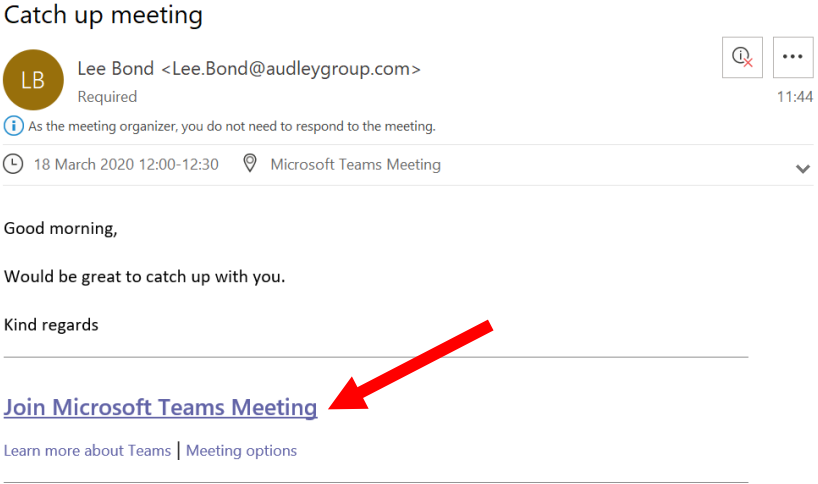 Catch up meeting
LB
Lee Bond <Lee.Bond@audleygroup.com>
Required
11:44
As the meeting organizer, you do not need to respond to the meeting.
18 March 2020 12:00-12:30 Microsoft Teams Meeting
Good morning,
Would be great to catch up with you.
Kind regards
Join Microsoft Teams Meeting
Learn more about Teams | Meeting options